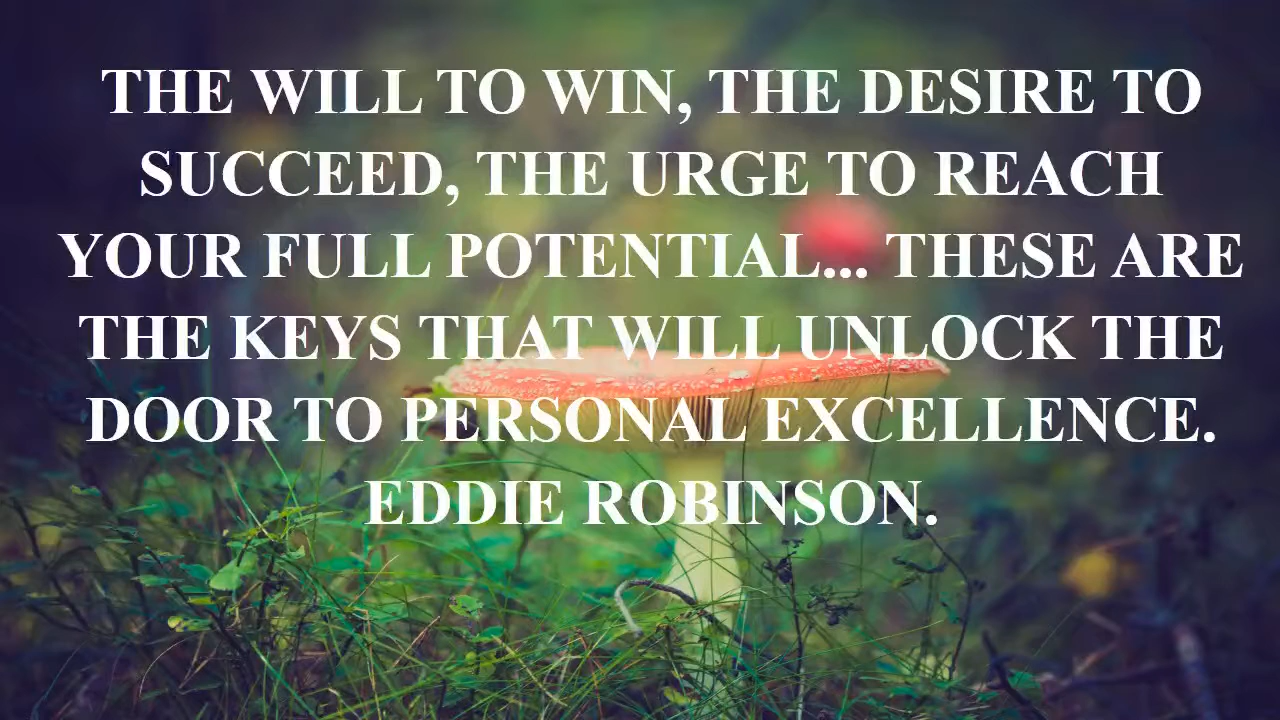 THE WILL TO WIN, THE DESIRE TO
SUCCEED, THE URGE TO REACH
YOUR FULL POTENTIAL... THESE ARE
THE KEYS THAT WILL UNLOCK THE
DOOR TO PERSONAL EXCELLENCE.
EDDIE ROBINSON.